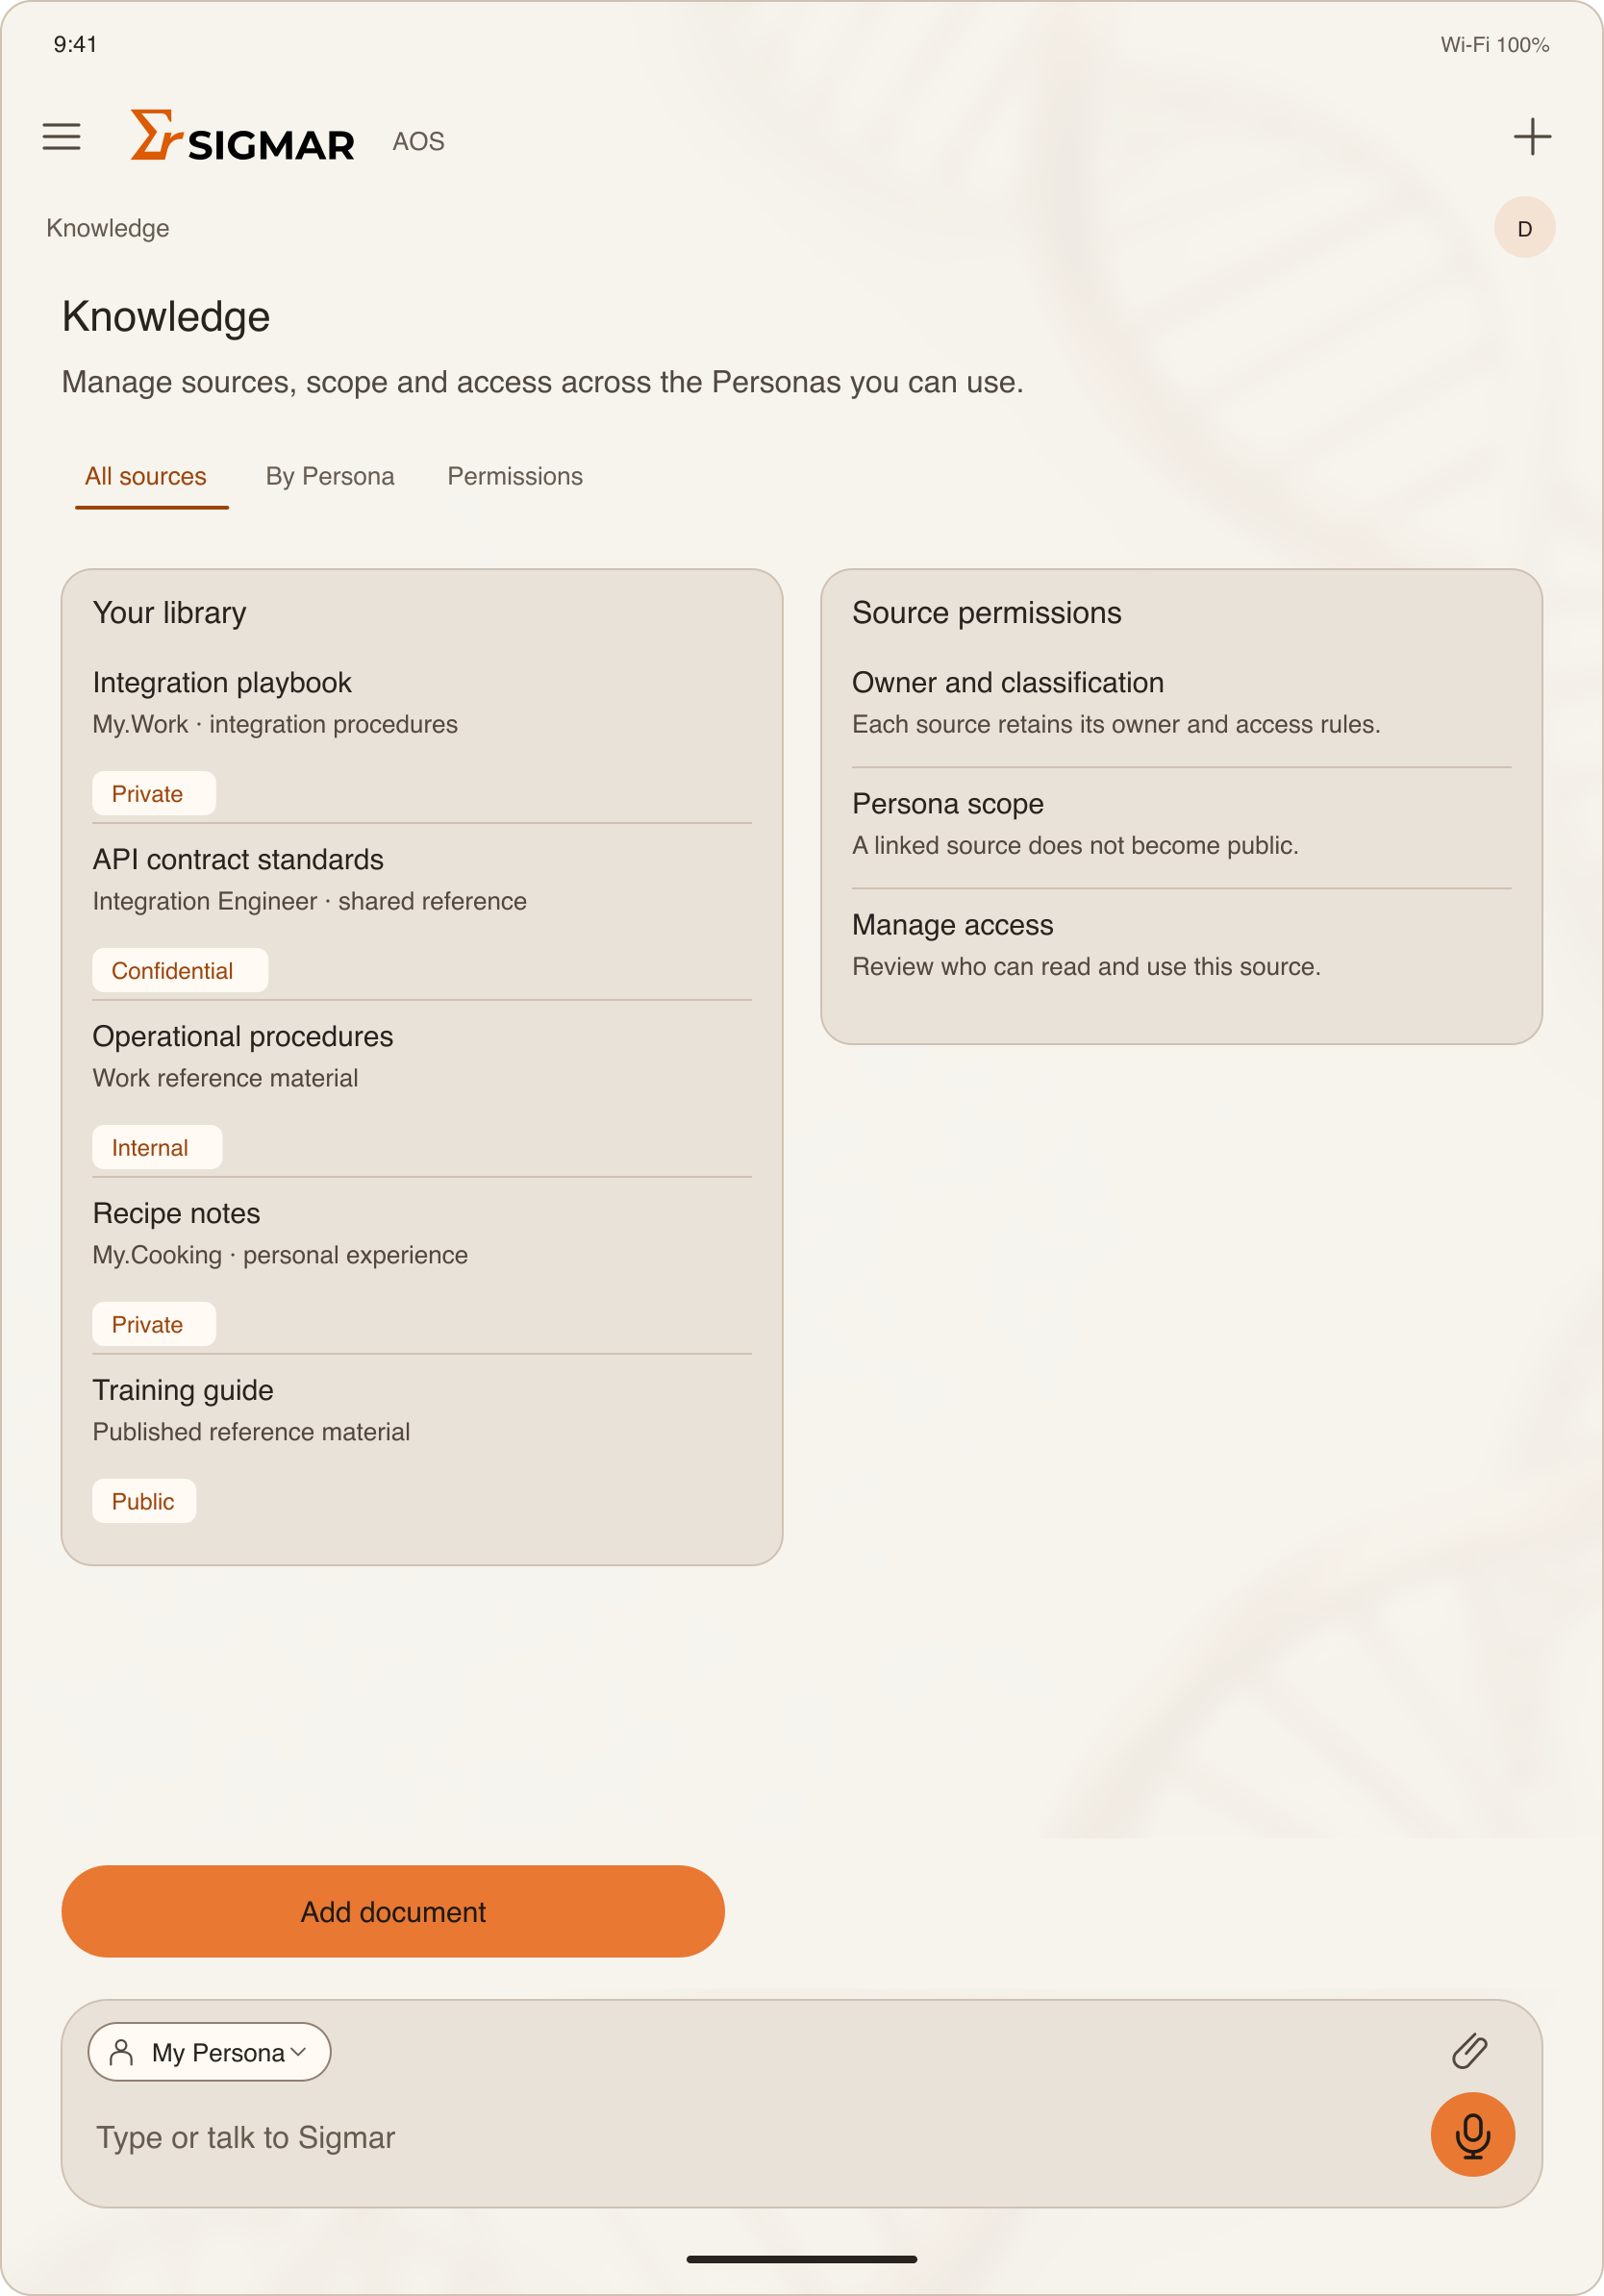 9:41
Wi-Fi 100%
Σr SIGMAR AOS
Knowledge
D
Knowledge
Manage sources, scope and access across the Personas you can use.
All sources
By Persona
Permissions
Your library
Integration playbook
My.Work · integration procedures
Private
API contract standards
Integration Engineer · shared reference
Confidential
Operational procedures
Work reference material
Internal
Recipe notes
My.Cooking · personal experience
Private
Training guide
Published reference material
Public
Source permissions
Owner and classification
Each source retains its owner and access rules.
Persona scope
A linked source does not become public.
Manage access
Review who can read and use this source.
Add document
My Persona
Type or talk to Sigmar